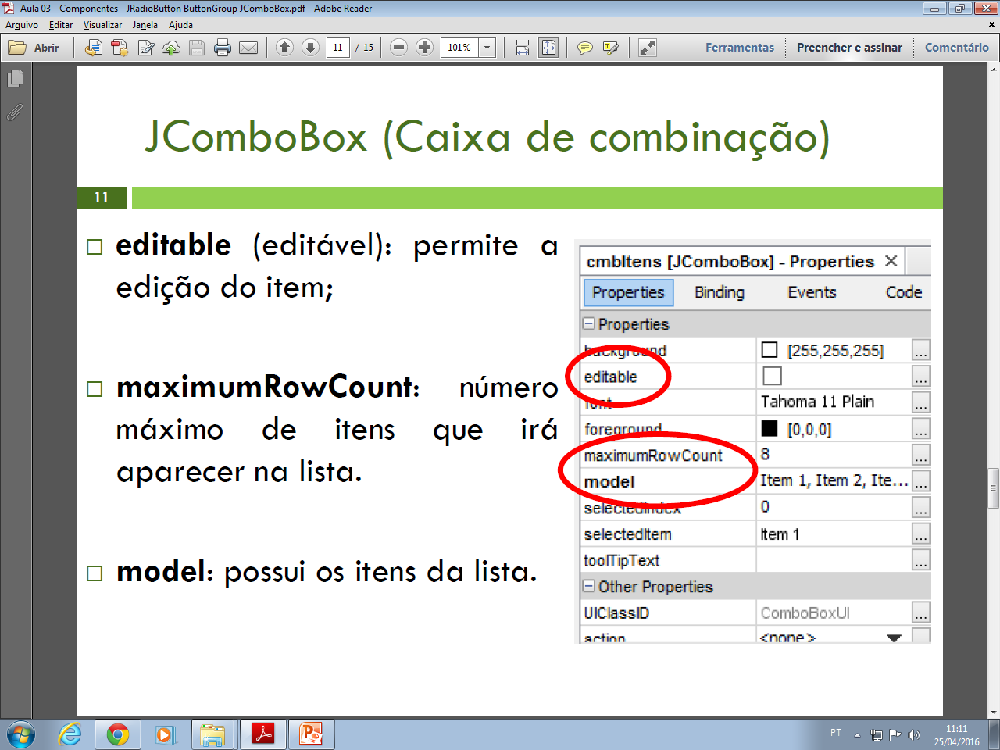 Aula 03 - Componentes - JRadioButton ButtonGroup JComboBox.pdf - Adobe Reader
Arquivo Editar Visualizar Janela Ajuda
Abrir 11 / 15 101% Ferramentas Preencher e assinar Comentário
JComboBox (Caixa de combinação)
11
editable (editável): permite a
edição do item;
maximumRowCount: número
máximo de itens que irá
aparecer na lista.
model: possui os itens da lista.
cmbItens [JComboBox] - Properties
Properties Binding Events Code
Properties
background [255,255,255] ...
editable ...
font Tahoma 11 Plain ...
foreground [0,0,0] ...
maximumRowCount 8 ...
model Item 1, Item 2, Ite... ...
selectedIndex 0 ...
selectedItem Item 1 ...
toolTipText ...
Other Properties
UIClassID ComboBoxUI ...
action <none>
PT 11:11
25/04/2016